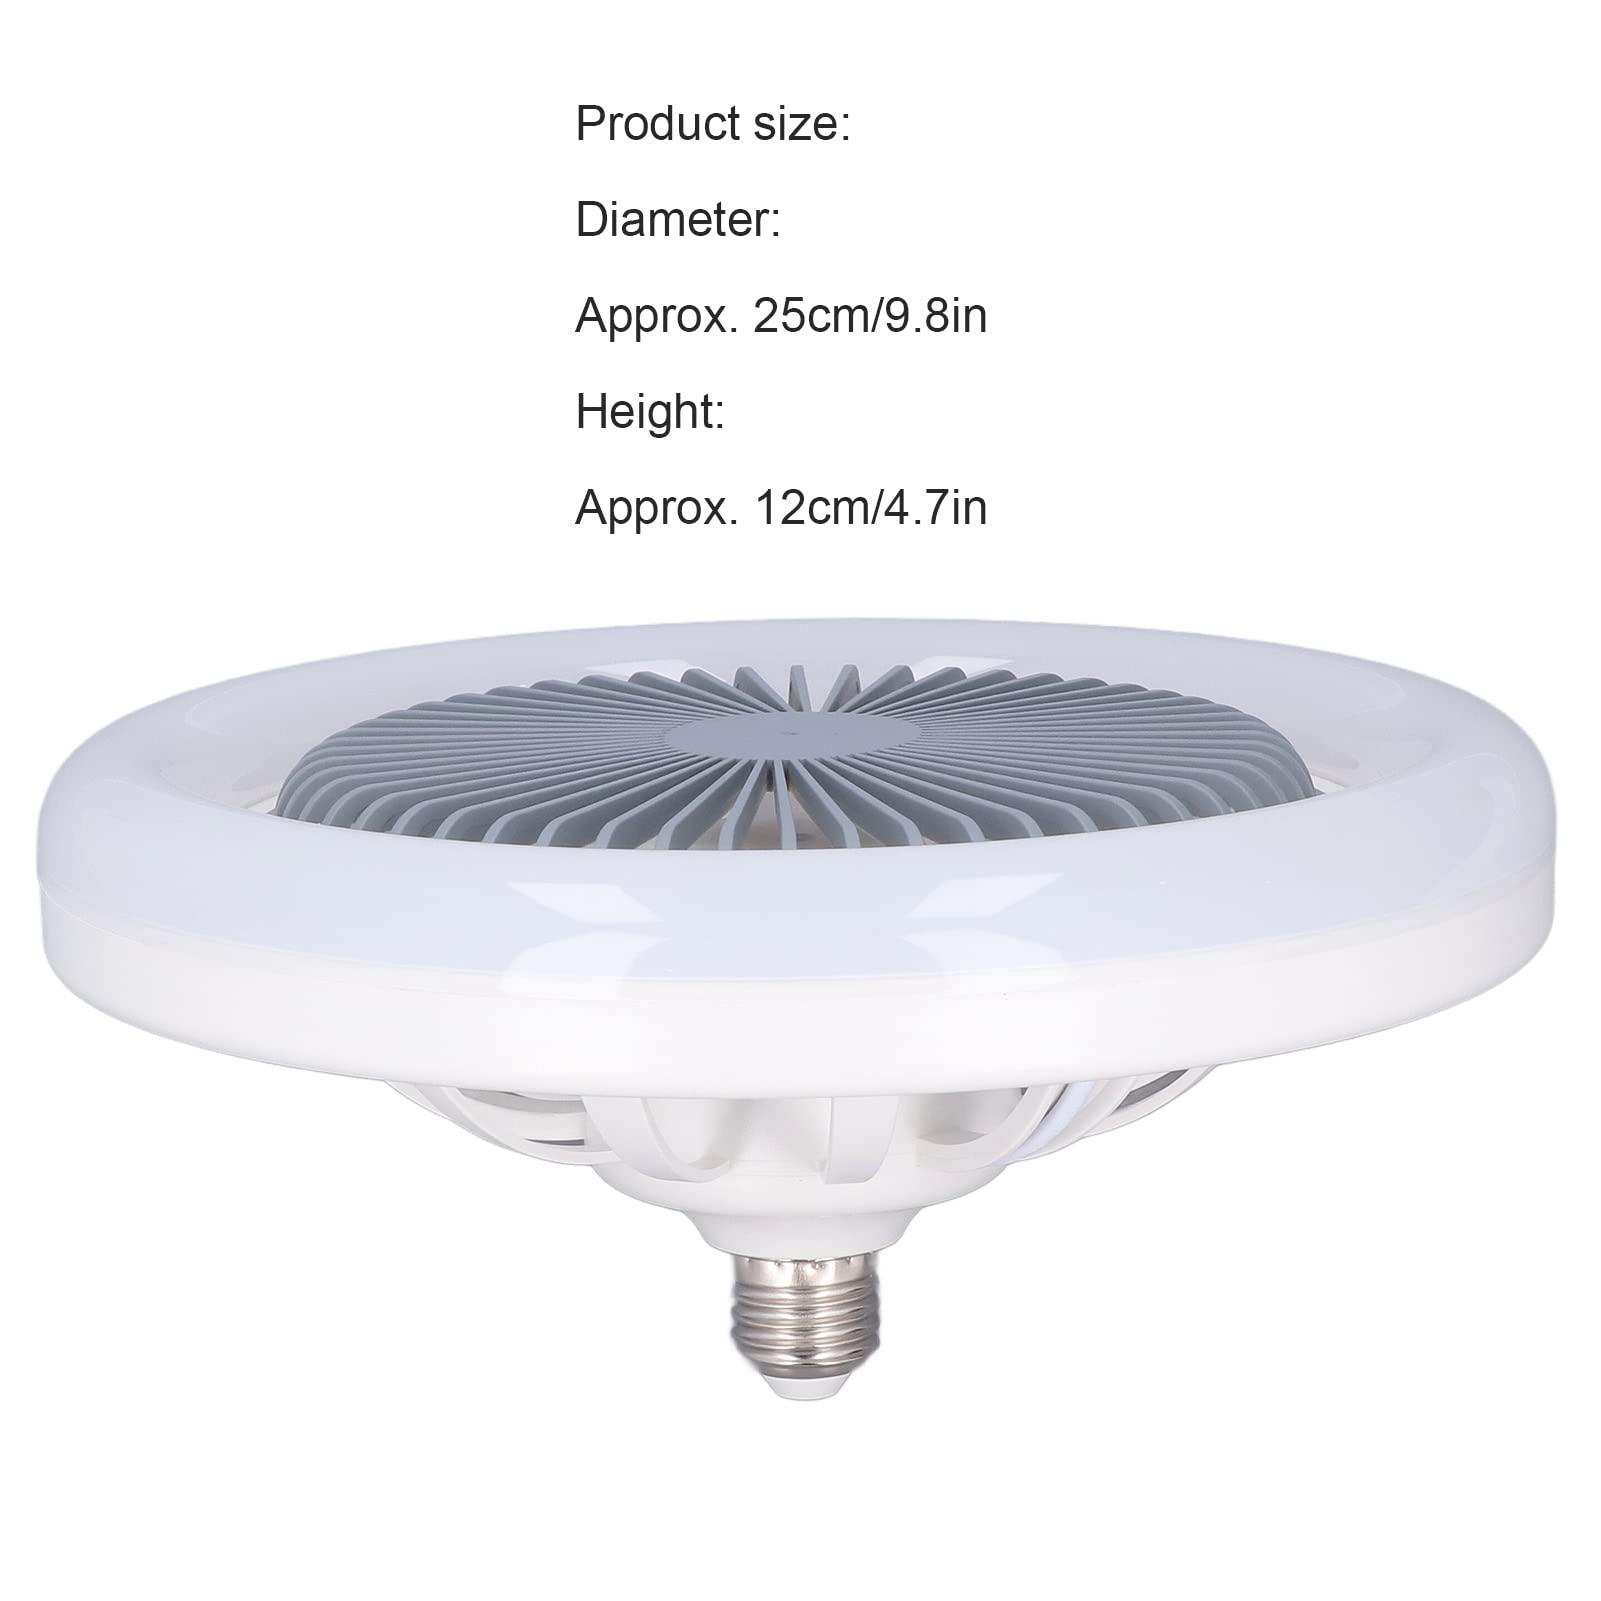 Product size:
Diameter:
Approx. 25cm/9.8in
Height:
Approx. 12cm/4.7in